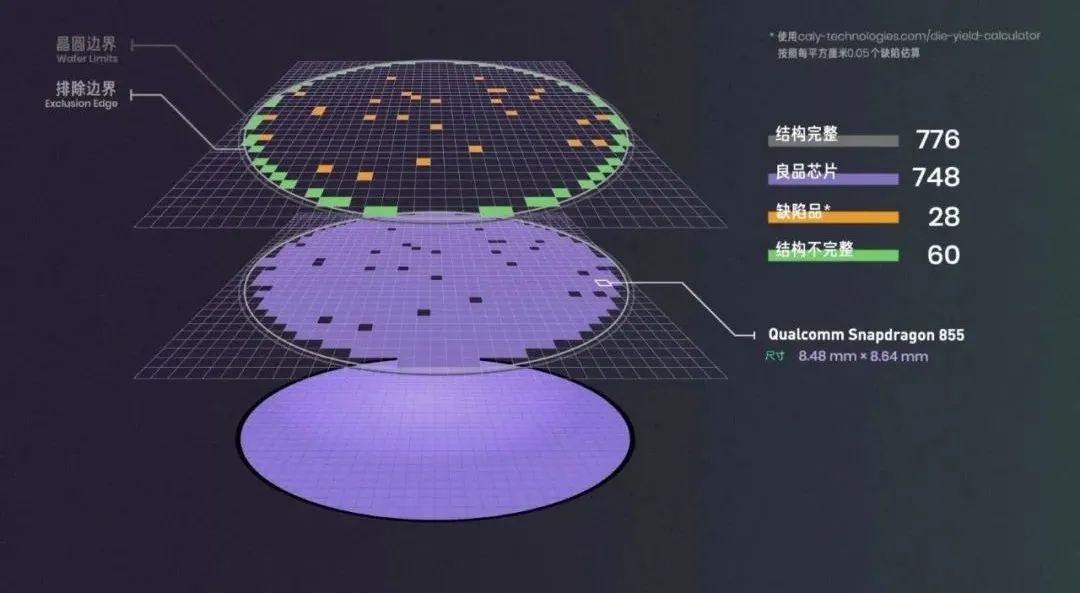 晶圆边界
Wafer Limits
排除边界
Exclusion Edge
* 使用caly-technologies.com/die-yield-calculator
按照每平方厘米0.05个缺陷估算
结构完整 776
良品芯片 748
缺陷品* 28
结构不完整 60
Qualcomm Snapdragon 855
尺寸 8.48 mm × 8.64 mm